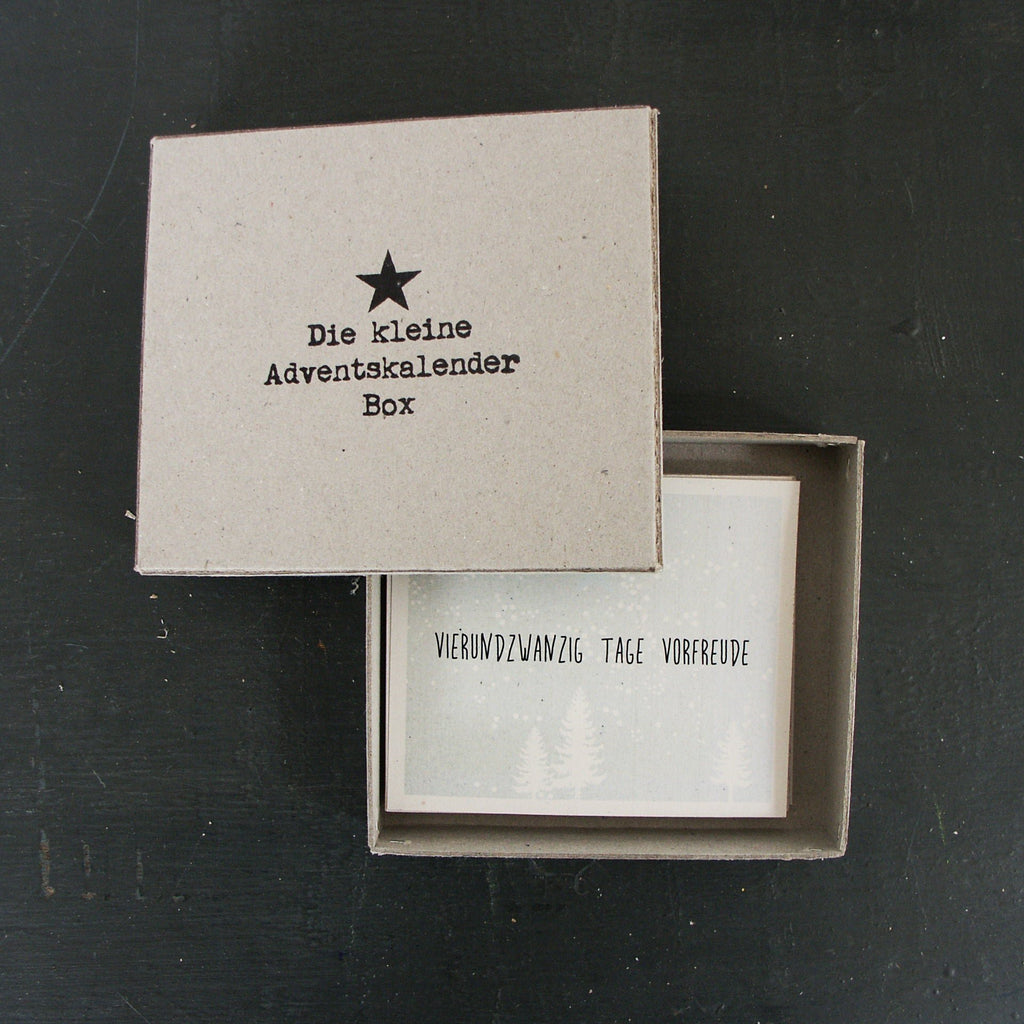 Die kleine
Adventskalender
Box
VIERUNDZWANZIG TAGE VORFREUDE